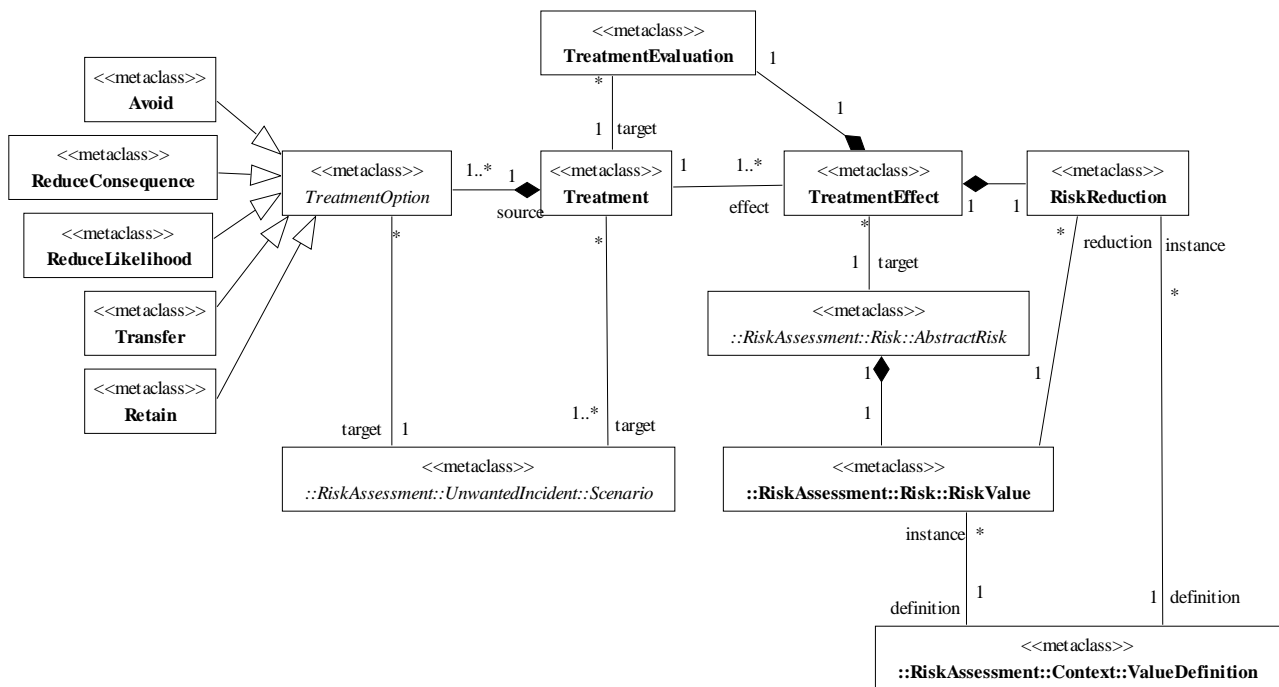 <<metaclass>>
TreatmentEvaluation
1
*
1
1 target
<<metaclass>>
Avoid
<<metaclass>>
ReduceConsequence
<<metaclass>>
ReduceLikelihood
<<metaclass>>
Transfer
<<metaclass>>
Retain
<<metaclass>>
TreatmentOption
1..*
1
source
<<metaclass>>
Treatment
1
1..*
effect
<<metaclass>>
TreatmentEffect
1
1
<<metaclass>>
RiskReduction
*
*
*
1 target
* reduction
instance
*
<<metaclass>>
::RiskAssessment::Risk::AbstractRisk
1
1
1
target 1
1..*
target
<<metaclass>>
::RiskAssessment::UnwantedIncident::Scenario
<<metaclass>>
::RiskAssessment::Risk::RiskValue
instance *
1
definition
1 definition
<<metaclass>>
::RiskAssessment::Context::ValueDefinition